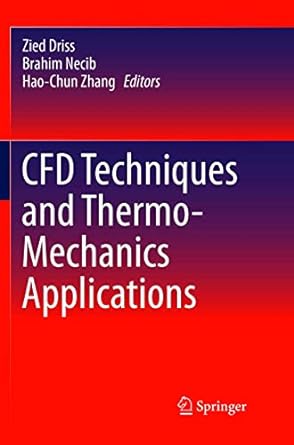 Zied Driss
Brahim Necib
Hao-Chun Zhang Editors
CFD Techniques
and Thermo-
Mechanics
Applications
Springer